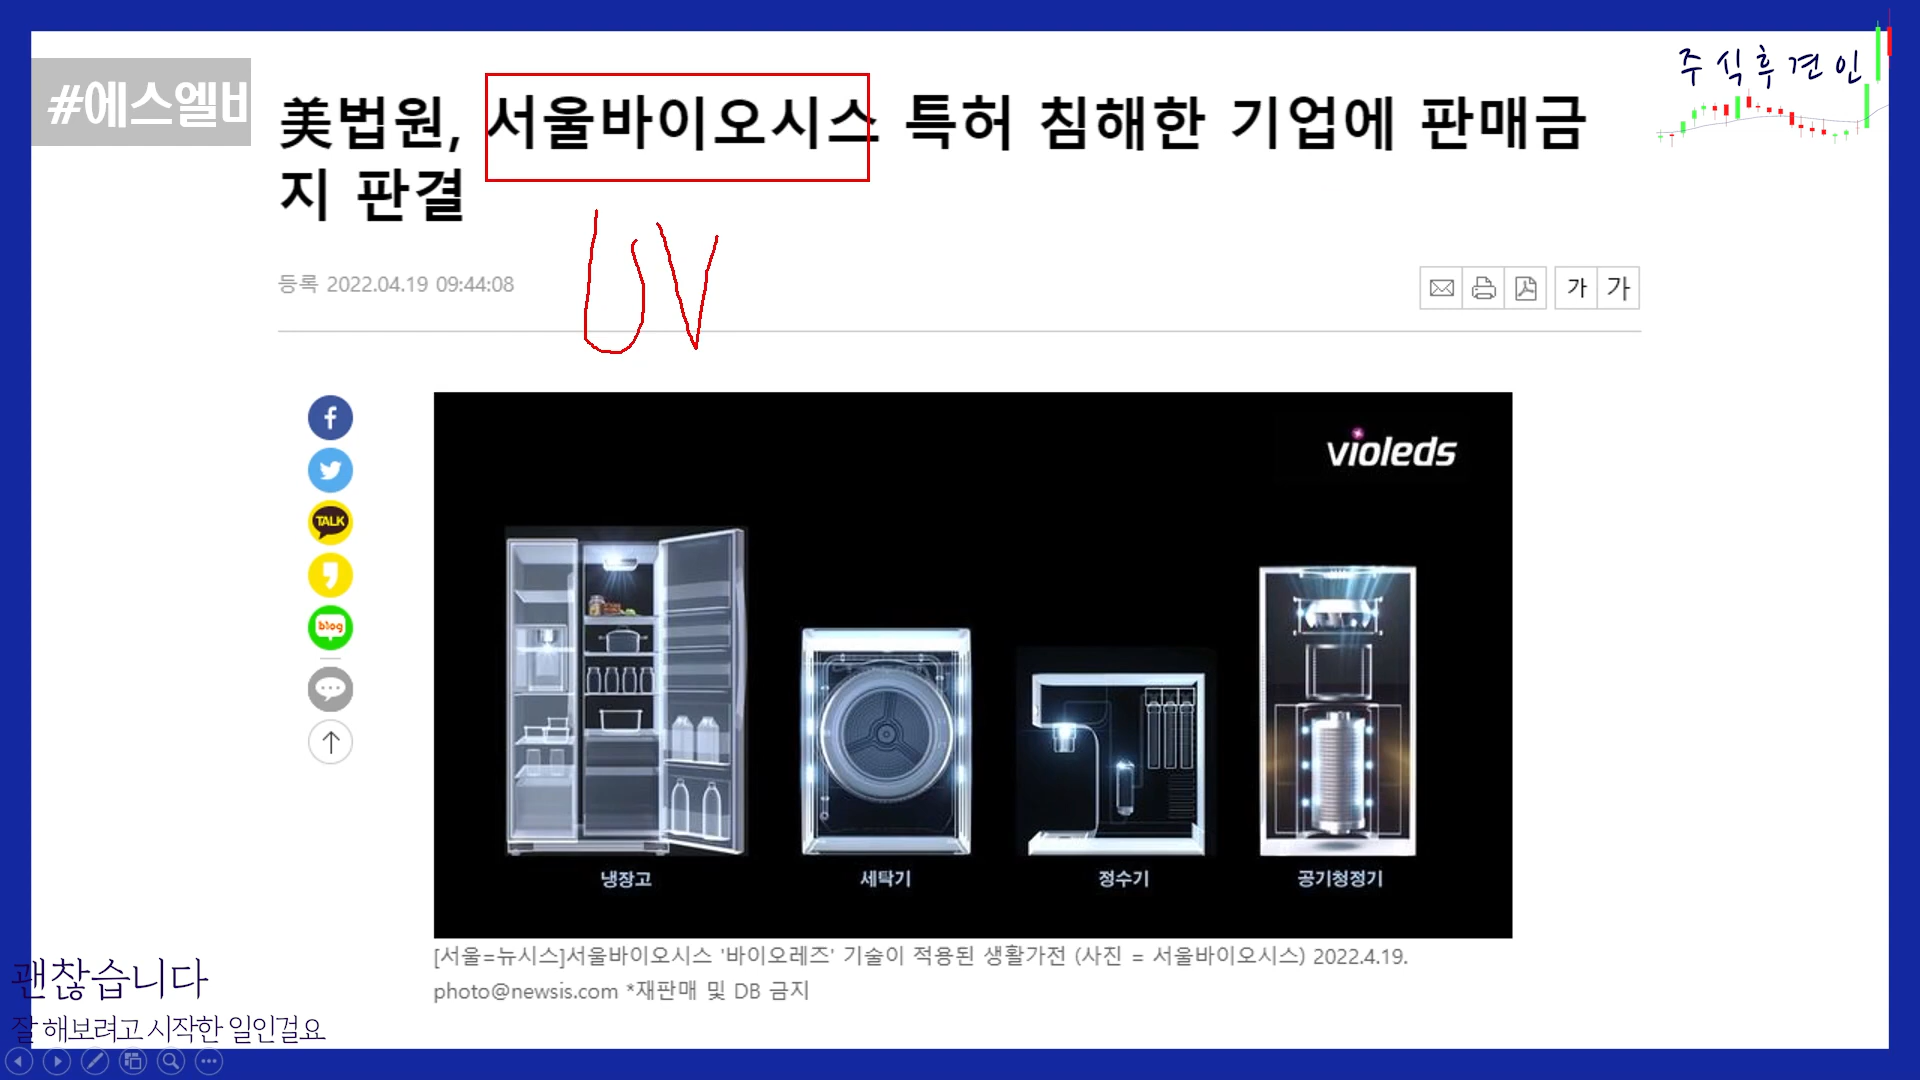 #에스엘바
주식후견인
美법원, 서울바이오시스 특허 침해한 기업에 판매금
지 판결
UV
등록 2022.04.19 09:44:08
가 가
f
TALK
blog
violeds
냉장고 세탁기 정수기 공기청정기
[서울=뉴시스]서울바이오시스 '바이오레즈' 기술이 적용된 생활가전 (사진 = 서울바이오시스) 2022.4.19.
photo@newsis.com *재판매 및 DB 금지
괜찮습니다
잘 해보려고 시작한 일인걸요